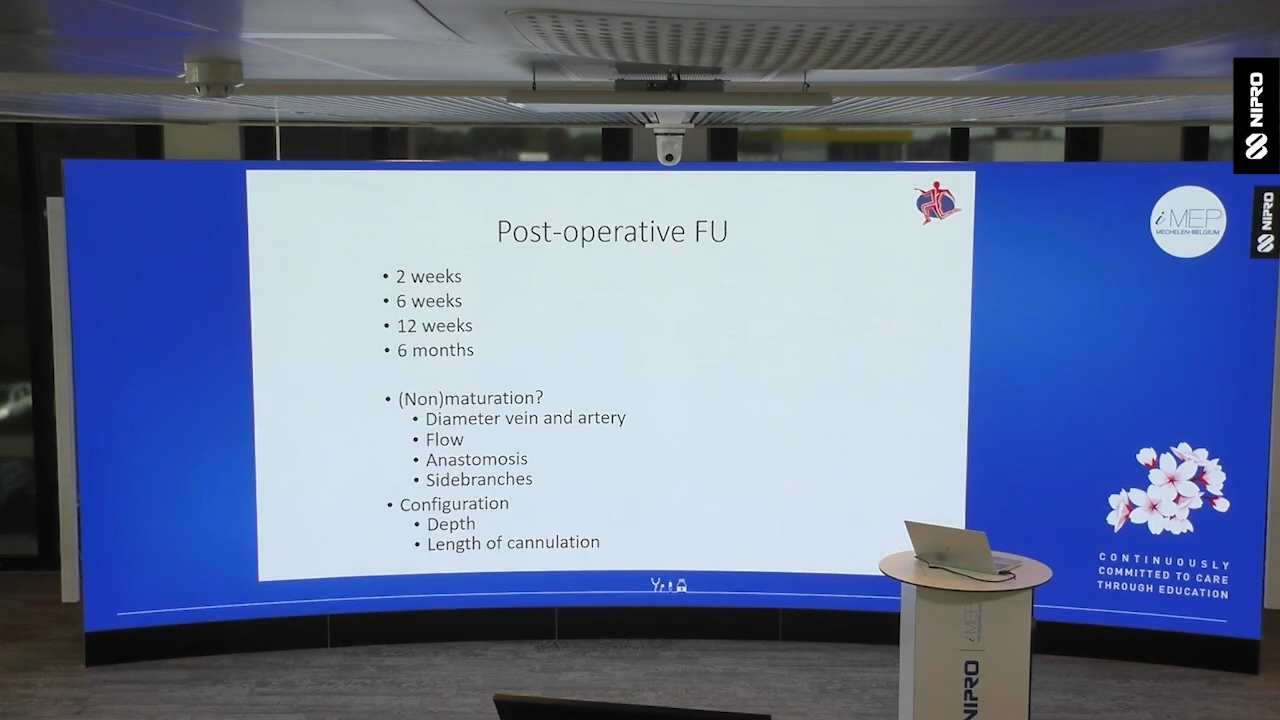 NIPRO
Post-operative FU
• 2 weeks
• 6 weeks
• 12 weeks
• 6 months
• (Non)maturation?
• Diameter vein and artery
• Flow
• Anastomosis
• Sidebranches
• Configuration
• Depth
• Length of cannulation
iMEP
MECHELEN-BELGIUM
NIPRO
CONTINUOUSLY
COMMITTED TO CARE
THROUGH EDUCATION
NIPRO
iMEP